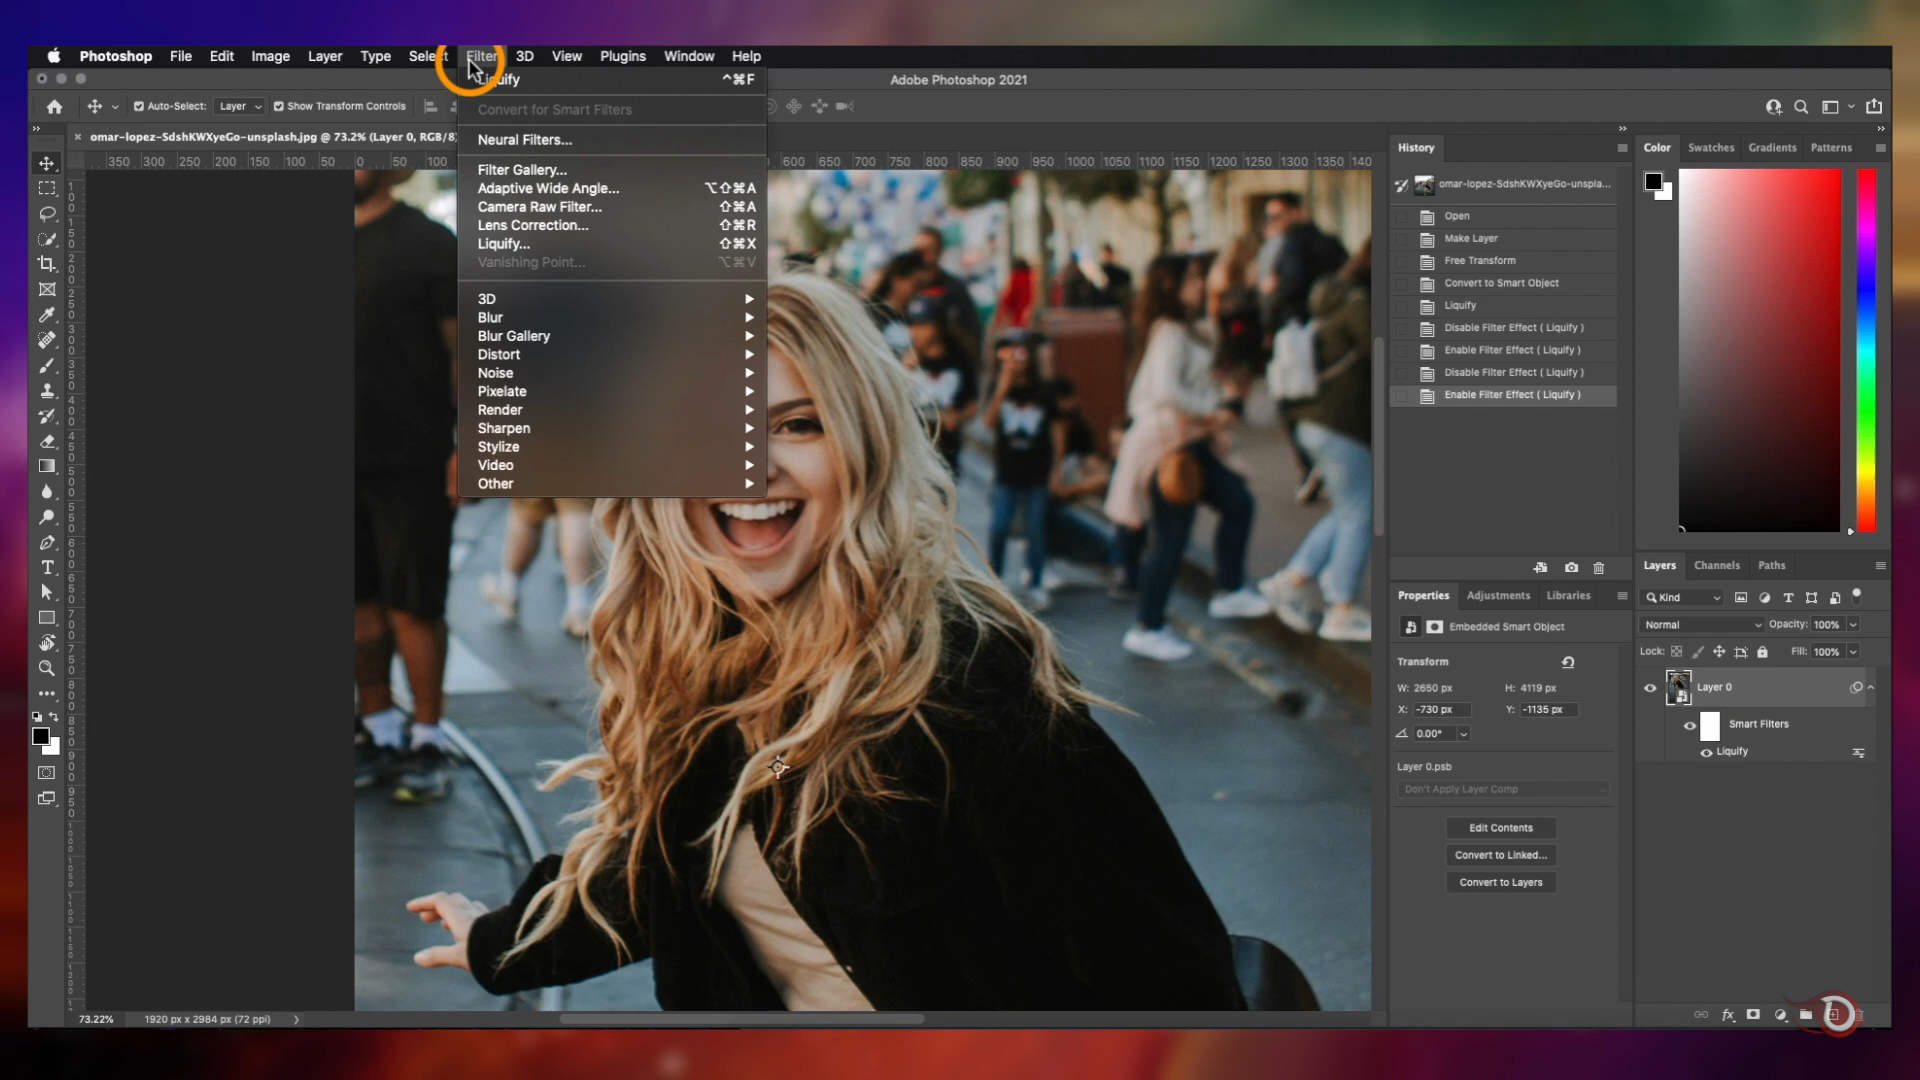 Photoshop File Edit Image Layer Type Select Filter 3D View Plugins Window Help
Liquify ^⌘F
Adobe Photoshop 2021
Auto-Select: Layer Show Transform Controls
Convert for Smart Filters
omar-lopez-SdshKWXyeGo-unsplash.jpg @ 73.2% (Layer 0, RGB/8)
Neural Filters...
350 300 250 200 150 100 50 0 50 100 600 650 700 750 800 850 900 950 1000 1050 1100 1150 1200 1250 1300 1350 140
Filter Gallery...
Adaptive Wide Angle... ⌥⇧⌘A
Camera Raw Filter... ⇧⌘A
Lens Correction... ⇧⌘R
Liquify... ⇧⌘X
Vanishing Point... ⌥⌘V
3D
Blur
Blur Gallery
Distort
Noise
Pixelate
Render
Sharpen
Stylize
Video
Other
History
omar-lopez-SdshKWXyeGo-unspla...
Open
Make Layer
Free Transform
Convert to Smart Object
Liquify
Disable Filter Effect ( Liquify )
Enable Filter Effect ( Liquify )
Disable Filter Effect ( Liquify )
Enable Filter Effect ( Liquify )
Color Swatches Gradients Patterns
Properties Adjustments Libraries
Embedded Smart Object
Transform
W: 2650 px H: 4119 px
X: -730 px Y: -1135 px
0.00°
Layer 0.psb
Don't Apply Layer Comp
Edit Contents
Convert to Linked...
Convert to Layers
Layers Channels Paths
Kind
Normal Opacity: 100%
Lock: Fill: 100%
Layer 0
Smart Filters
Liquify
73.22% 1920 px x 2984 px (72 ppi)